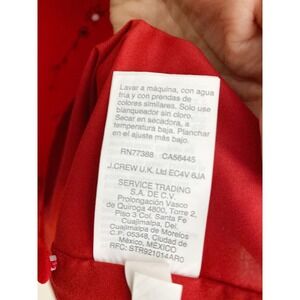 Lavar a máquina, con agua
fría y con prendas de
colores similares. Solo use
blanqueador sin cloro.
Secar en secadora, a
temperatura baja. Planchar
en el ajuste más bajo.
RN77388 CA56445
J.CREW U.K. Ltd EC4V 6JA
SERVICE TRADING
S.A. DE C.V.
Prolongación Vasco
de Quiroga 4800, Torre 2,
Piso 3 Col. Santa Fe
Cuajimalpa
Cuajimalpa de Morelos
C.P. 05348, Ciudad de
México, MÉXICO
RFC: STR921014AR0